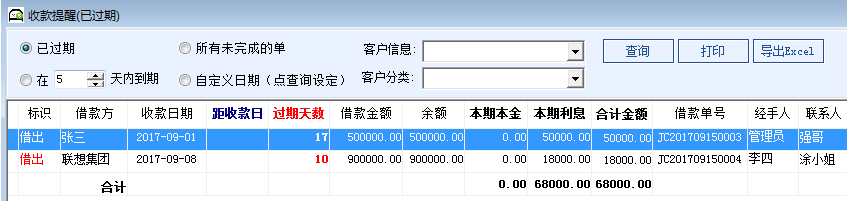 收款提醒(已过期)
已过期 所有未完成的单 客户信息: 查询 打印 导出Excel
在 5 天内到期 自定义日期（点查询设定） 客户分类:
标识 借款方 收款日期 距收款日 过期天数 借款金额 余额 本期本金 本期利息 合计金额 借款单号 经手人 联系人
借出 张三 2017-09-01 17 500000.00 500000.00 0.00 50000.00 50000.00 JC201709150003 管理员 强哥
借出 联想集团 2017-09-08 10 900000.00 900000.00 0.00 18000.00 18000.00 JC201709150004 李四 涂小姐
合计 0.00 68000.00 68000.00